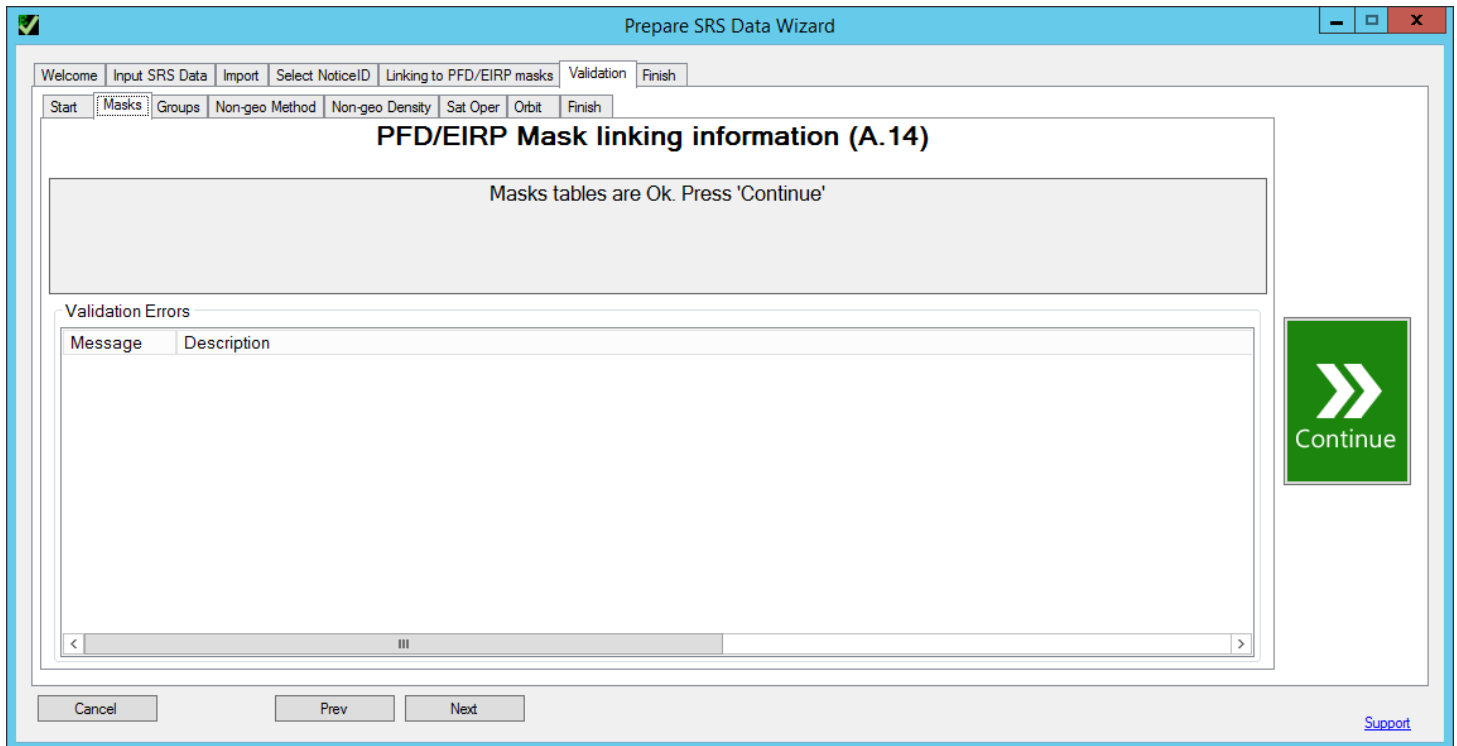 Prepare SRS Data Wizard
Welcome Input SRS Data Import Select NoticeID Linking to PFD/EIRP masks Validation Finish
Start Masks Groups Non-geo Method Non-geo Density Sat Oper Orbit Finish
PFD/EIRP Mask linking information (A.14)
Masks tables are Ok. Press 'Continue'
Validation Errors
Message Description
Continue
Cancel Prev Next
Support